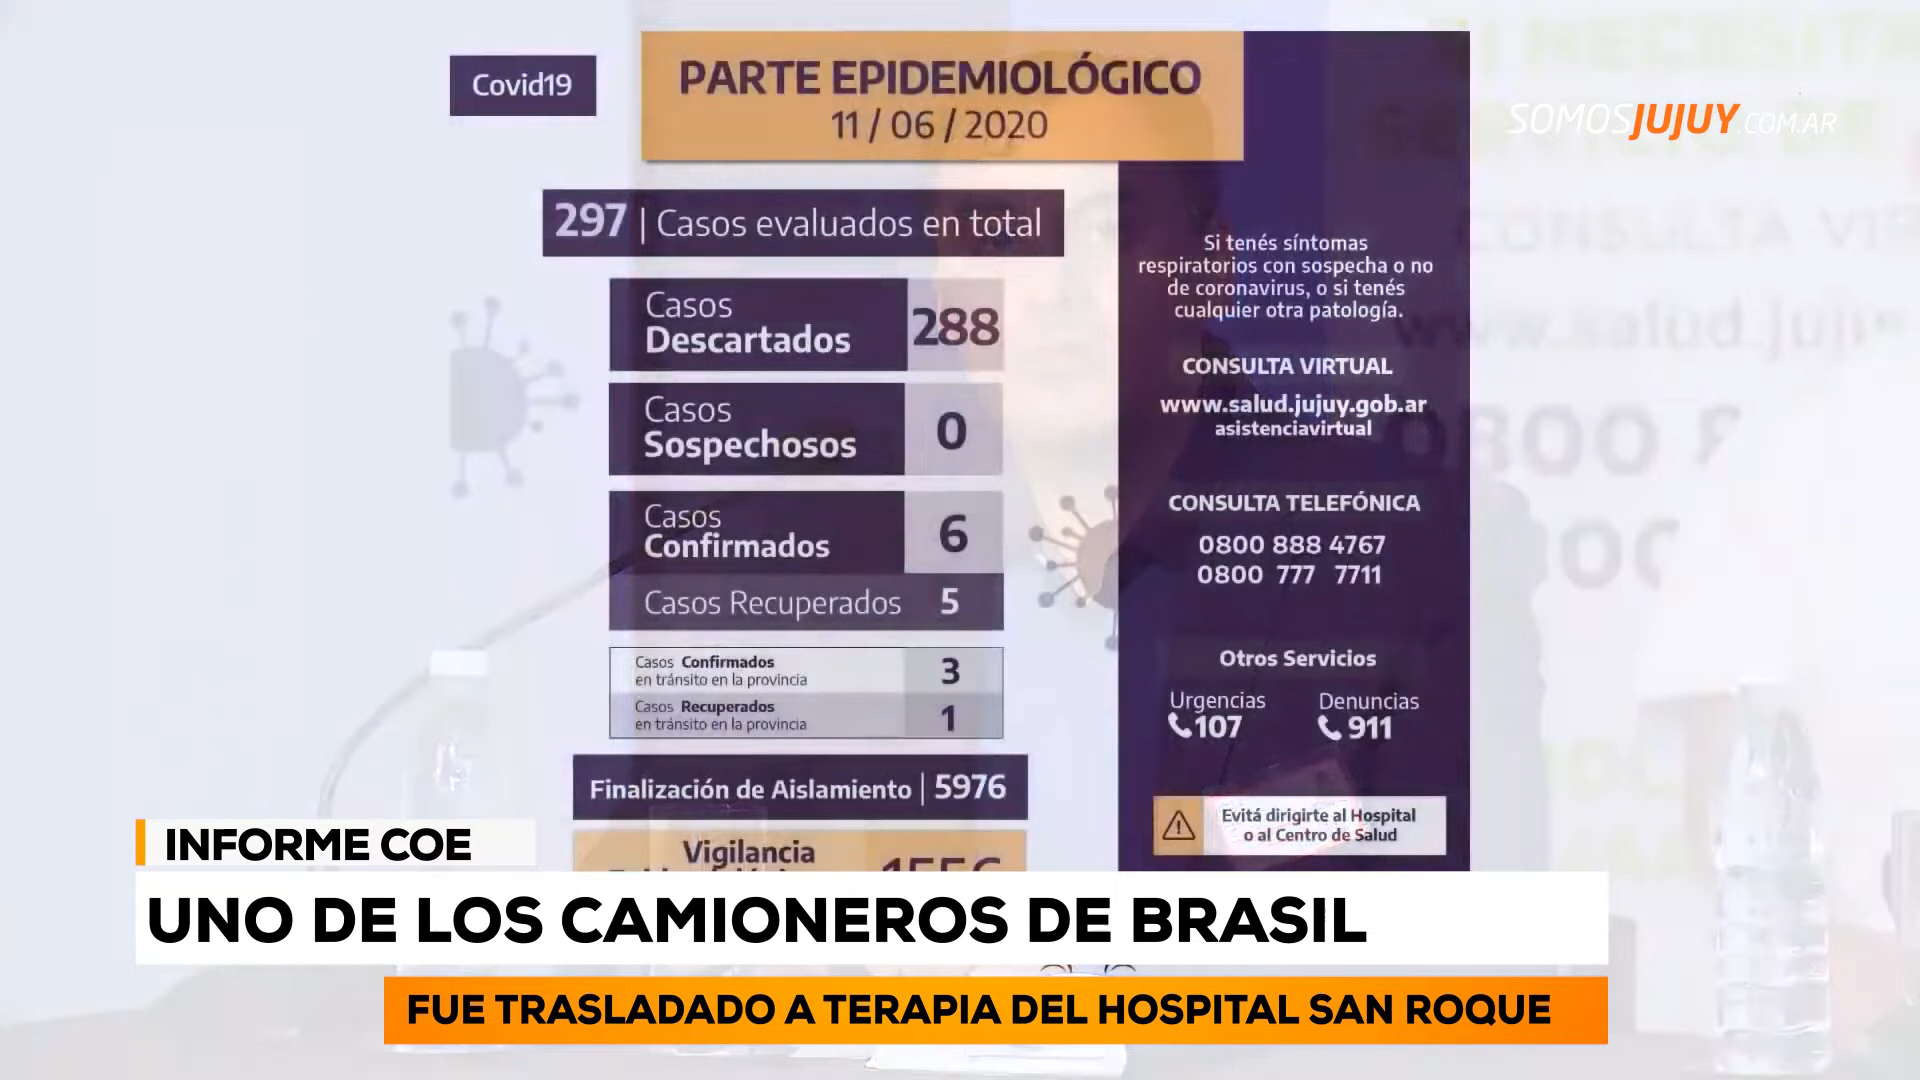 Covid19
PARTE EPIDEMIOLÓGICO
11 / 06 / 2020
SOMOSJUJUY.COM.AR
297 | Casos evaluados en total
Casos
Descartados
288
Casos
Sospechosos
0
Casos
Confirmados
6
Casos Recuperados 5
Casos Confirmados
en tránsito en la provincia
3
Casos Recuperados
en tránsito en la provincia
1
Finalización de Aislamiento | 5976
Vigilancia
Si tenés síntomas
respiratorios con sospecha o no
de coronavirus, o si tenés
cualquier otra patología.
CONSULTA VIRTUAL
www.salud.jujuy.gob.ar
asistenciavirtual
CONSULTA TELEFÓNICA
0800 888 4767
0800 777 7711
Otros Servicios
Urgencias
107
Denuncias
911
Evitá dirigirte al Hospital
o al Centro de Salud
CONSULTA
www.salud.juju
0800
INFORME COE
UNO DE LOS CAMIONEROS DE BRASIL
FUE TRASLADADO A TERAPIA DEL HOSPITAL SAN ROQUE